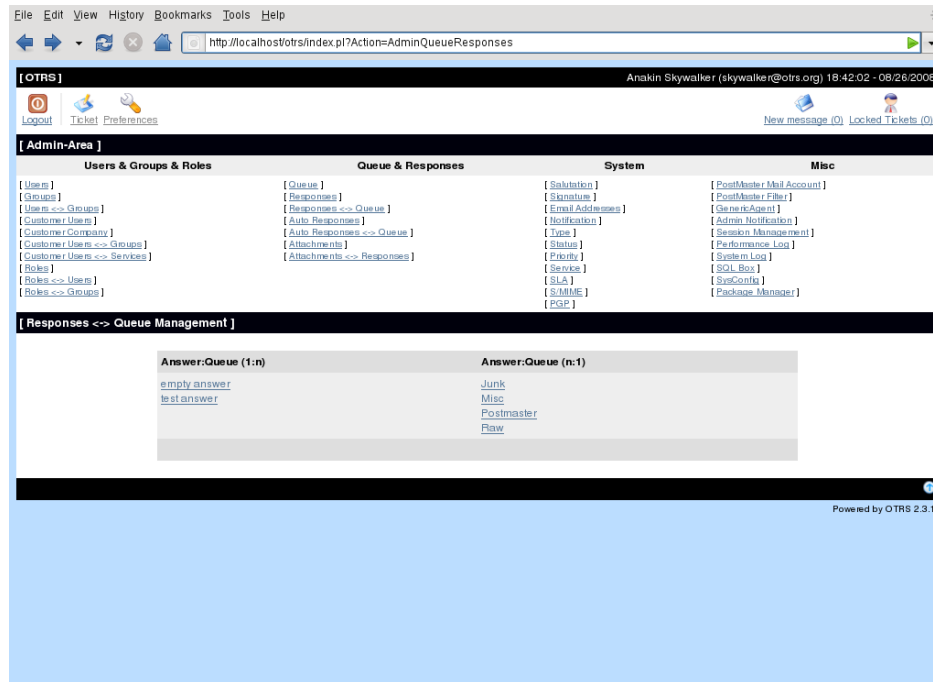 File Edit View History Bookmarks Tools Help
http://localhost/otrs/index.pl?Action=AdminQueueResponses
[ OTRS ] Anakin Skywalker (skywalker@otrs.org) 18:42:02 - 08/26/2008
Logout Ticket Preferences New message (0) Locked Tickets (0)
[ Admin-Area ]
Users & Groups & Roles Queue & Responses System Misc
[ Users ] [ Queue ] [ Salutation ] [ PostMaster Mail Account ]
[ Groups ] [ Responses ] [ Signature ] [ PostMaster Filter ]
[ Users <-> Groups ] [ Responses <-> Queue ] [ Email Addresses ] [ GenericAgent ]
[ Customer Users ] [ Auto Responses ] [ Notification ] [ Admin Notification ]
[ Customer Company ] [ Auto Responses <-> Queue ] [ Type ] [ Session Management ]
[ Customer Users <-> Groups ] [ Attachments ] [ Status ] [ Performance Log ]
[ Customer Users <-> Services ] [ Attachments <-> Responses ] [ Priority ] [ System Log ]
[ Roles ] [ Service ] [ SQL Box ]
[ Roles <-> Users ] [ SLA ] [ SysConfig ]
[ Roles <-> Groups ] [ S/MIME ] [ Package Manager ]
[ PGP ]
[ Responses <-> Queue Management ]
Answer:Queue (1:n) Answer:Queue (n:1)
empty answer Junk
test answer Misc
Postmaster
Raw
Powered by OTRS 2.3.1